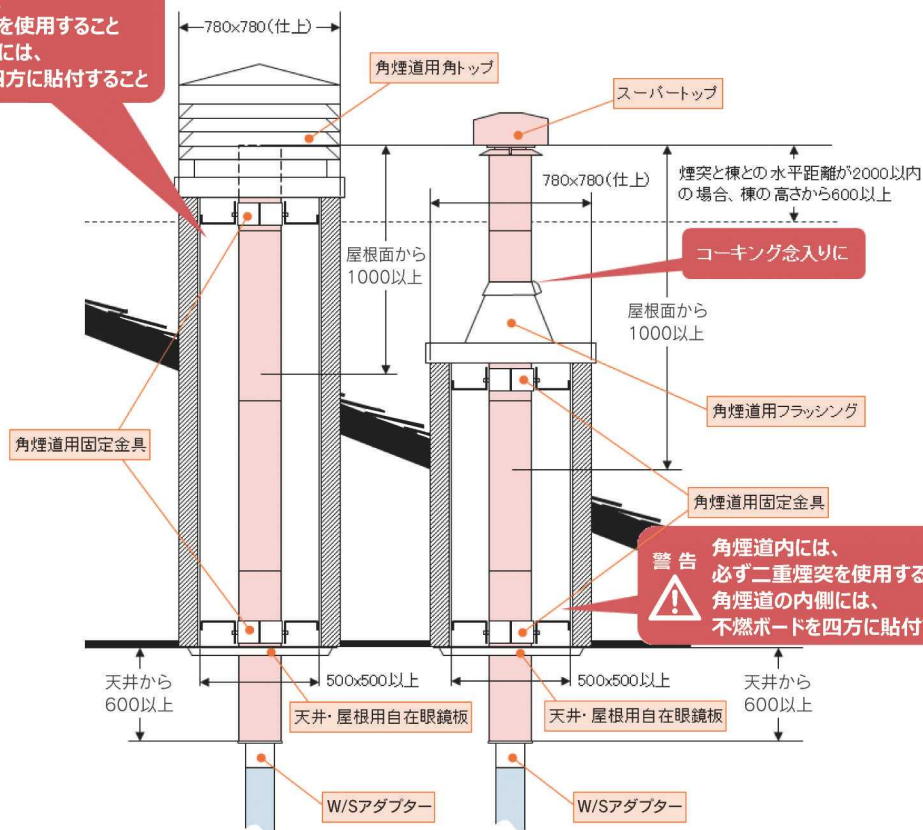 を使用すること
には、
四方に貼付すること
780x780(仕上)
角煙道用角トップ
スーパートップ
780x780(仕上)
煙突と棟との水平距離が2000以内
の場合、棟の高さから600以上
屋根面から
1000以上
コーキング念入りに
屋根面から
1000以上
角煙道用フラッシング
角煙道用固定金具
角煙道用固定金具
警告
角煙道内には、
必ず二重煙突を使用する
角煙道の内側には、
不燃ボードを四方に貼付
天井から
600以上
500x500以上
天井・屋根用自在眼鏡板
500x500以上
天井・屋根用自在眼鏡板
天井から
600以上
W/Sアダプター
W/Sアダプター